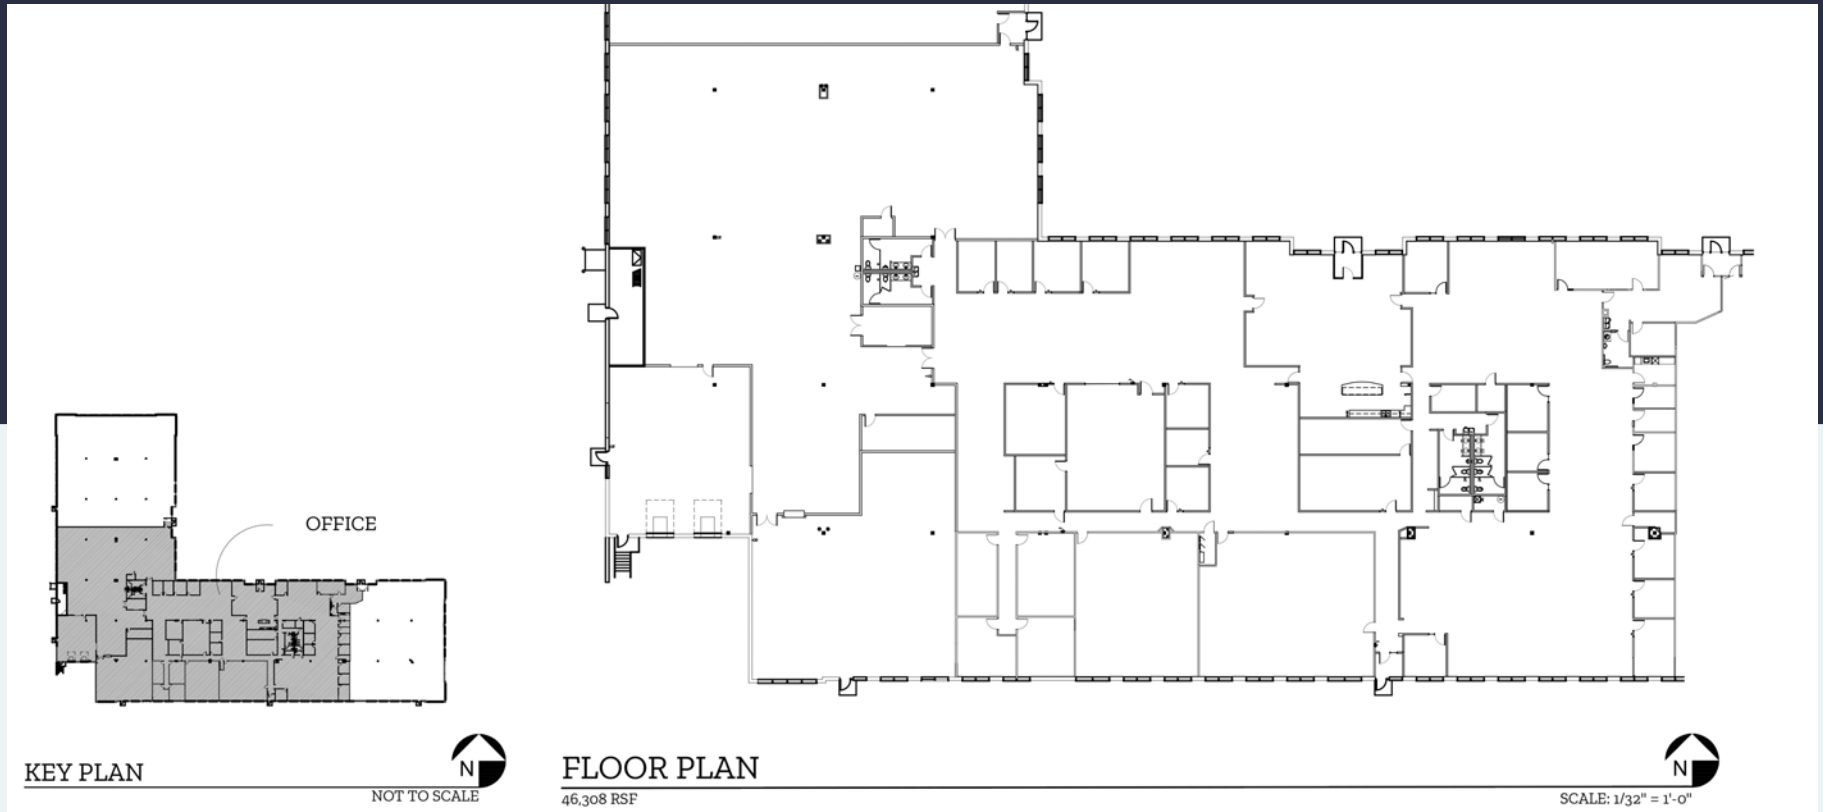 OFFICE
KEY PLAN
N
NOT TO SCALE
FLOOR PLAN
N
46,308 RSF
SCALE: 1/32" = 1'-0"